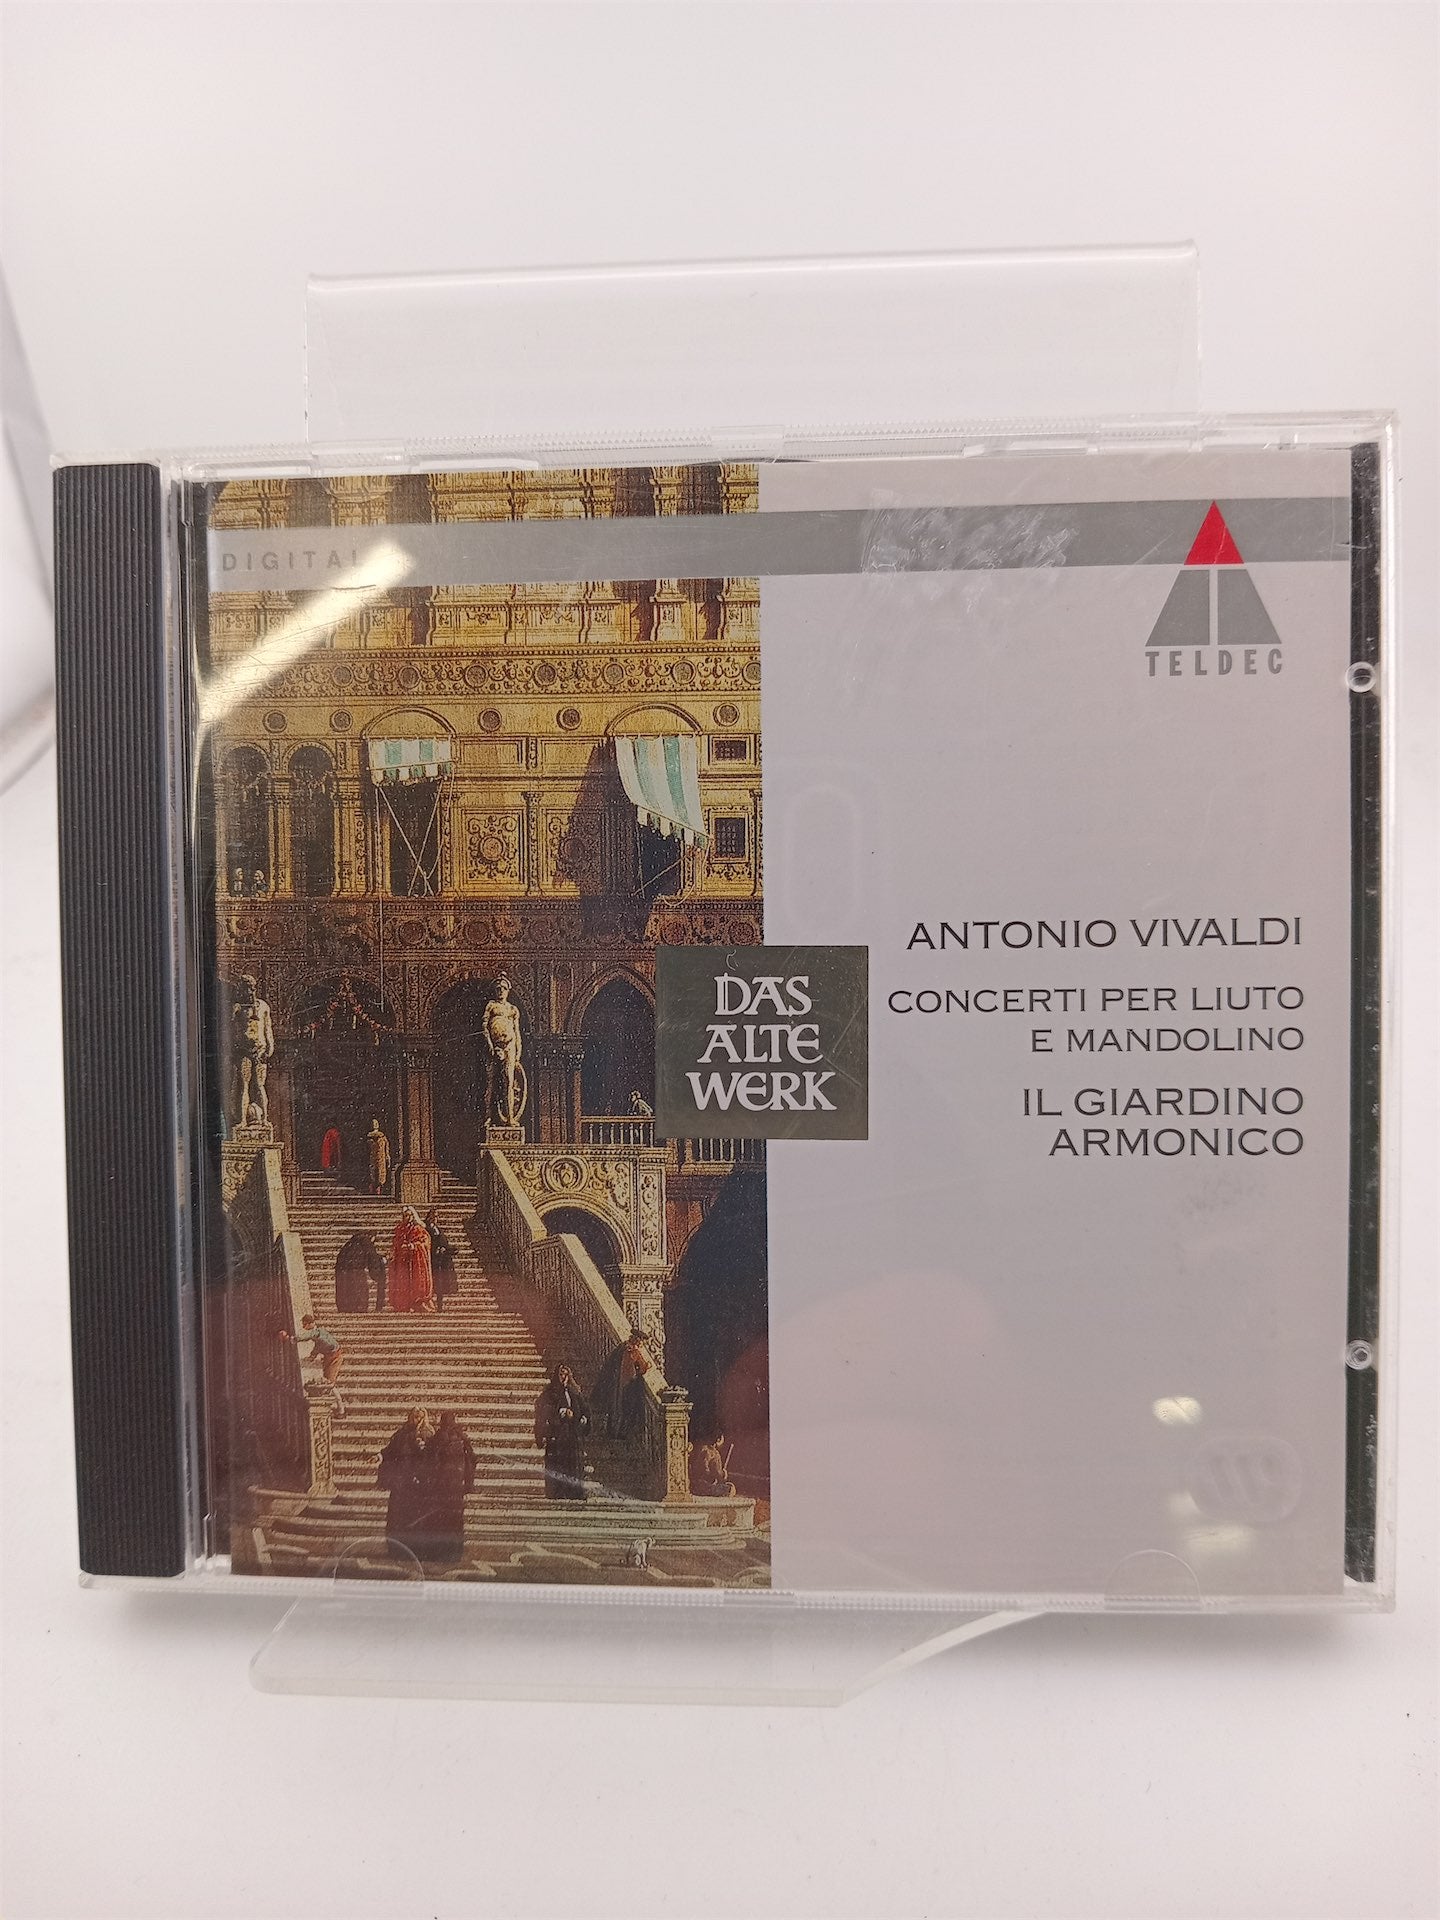 DIGITAL
TELDEC
DAS
ALTE
WERK
ANTONIO VIVALDI
CONCERTI PER LIUTO
E MANDOLINO
IL GIARDINO
ARMONICO